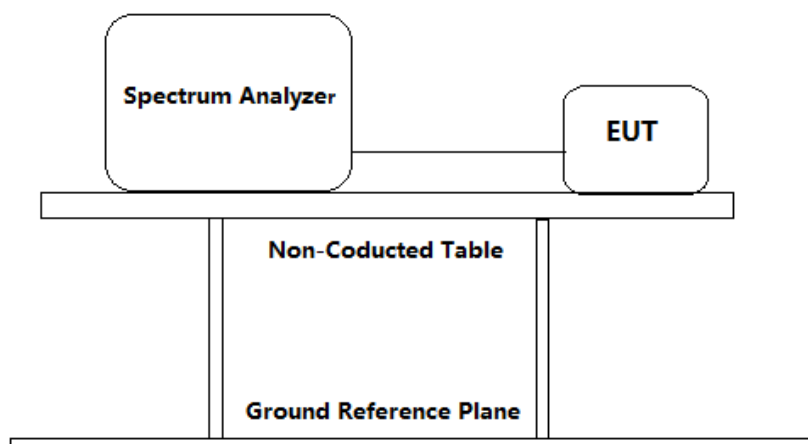 Spectrum Analyzer
EUT
Non-Coducted Table
Ground Reference Plane